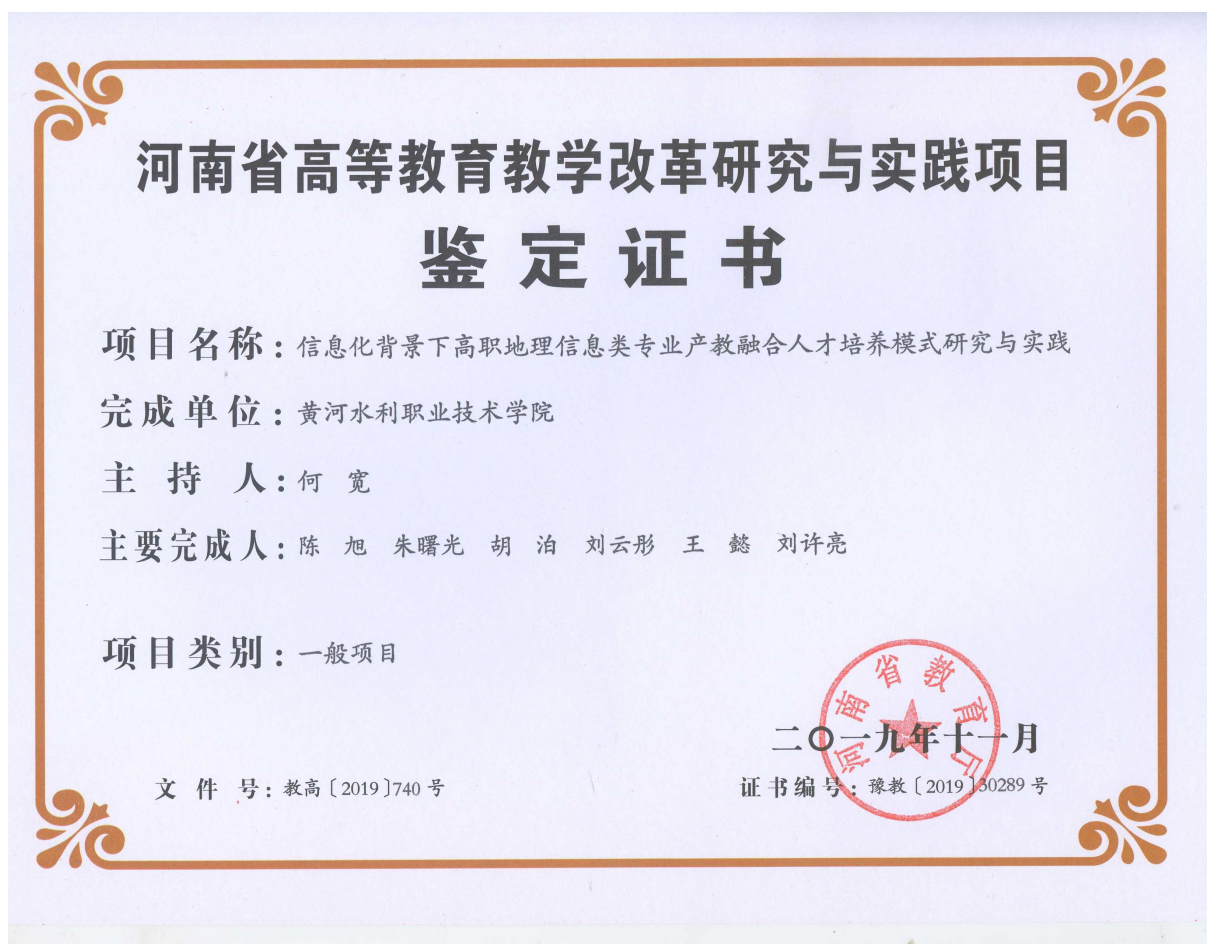 河南省高等教育教学改革研究与实践项目
鉴定证书
项目名称：信息化背景下高职地理信息类专业产教融合人才培养模式研究与实践
完成单位：黄河水利职业技术学院
主持人：何宽
主要完成人：陈旭 朱曙光 胡泊 刘云彤 王懿 刘许亮
项目类别：一般项目
河南省教育厅
二〇一九年十一月
文件号：教高〔2019〕740号
证书编号：豫教〔2019〕30289号